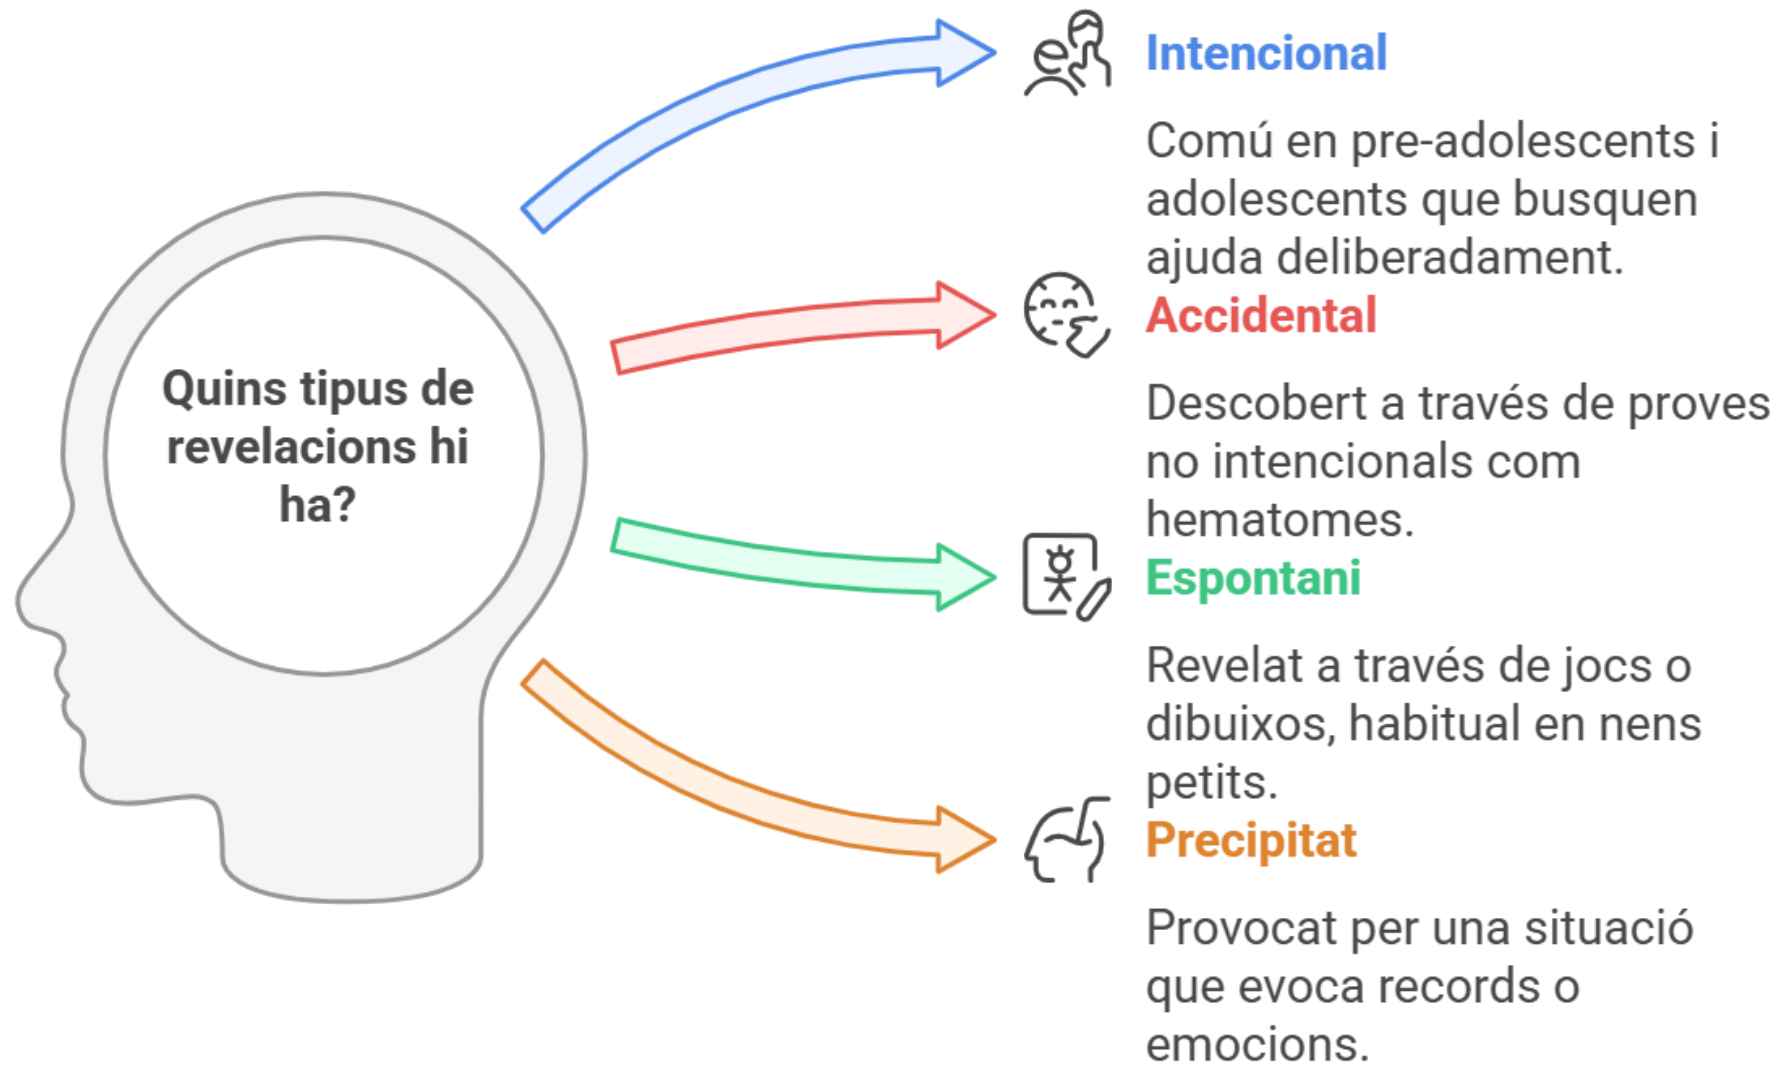 Quins tipus de
revelacions hi
ha?
Intencional
Comú en pre-adolescents i
adolescents que busquen
ajuda deliberadament.
Accidental
Descobert a través de proves
no intencionals com
hematomes.
Espontani
Revelat a través de jocs o
dibuixos, habitual en nens
petits.
Precipitat
Provocat per una situació
que evoca records o
emocions.